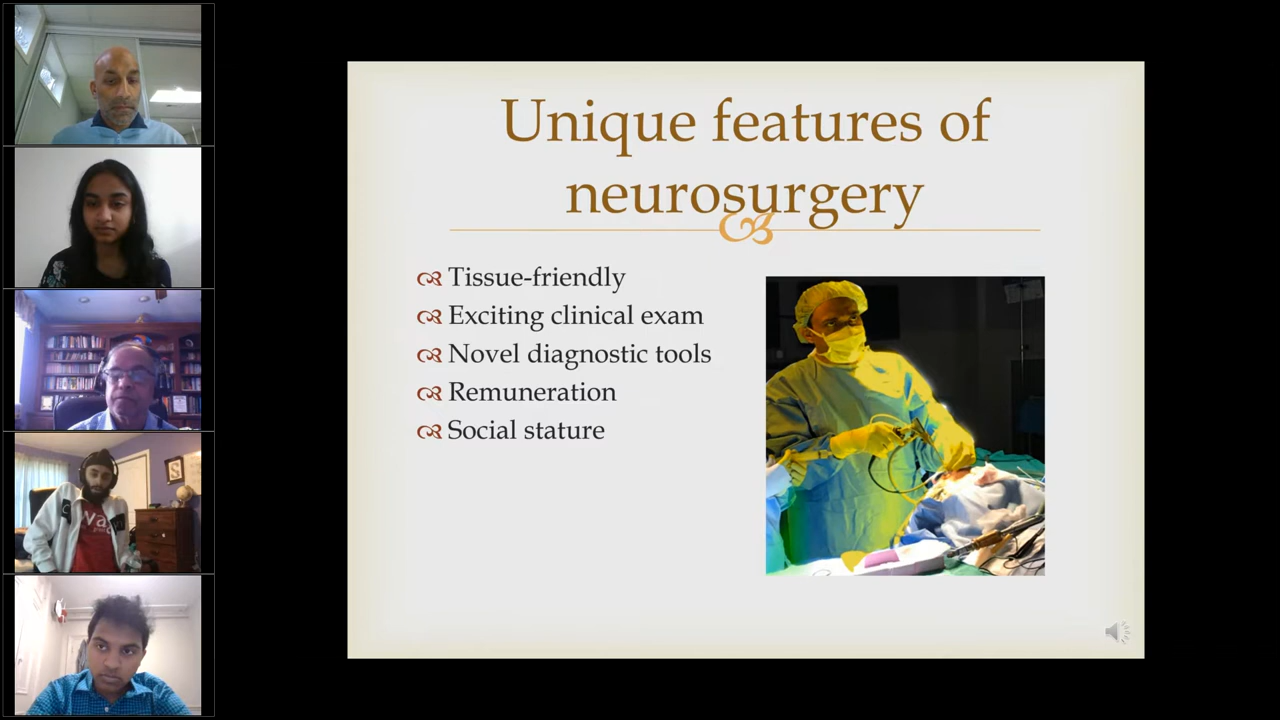 Unique features of
neurosurgery
Tissue-friendly
Exciting clinical exam
Novel diagnostic tools
Remuneration
Social stature
S